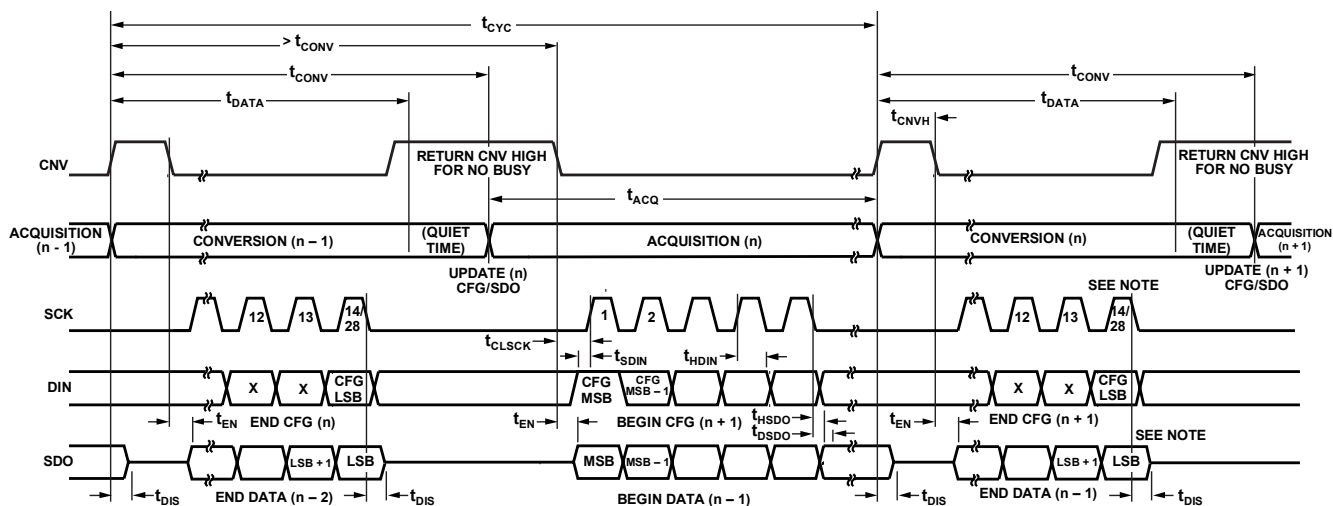 tCYC
> tCONV
tCONV
tCONV
tDATA
tDATA
tCNVH
CNV
RETURN CNV HIGH
FOR NO BUSY
RETURN CNV HIGH
FOR NO BUSY
tACQ
ACQUISITION
(n - 1)
CONVERSION (n – 1)
(QUIET
TIME)
ACQUISITION (n)
CONVERSION (n)
(QUIET
TIME)
ACQUISITION
(n + 1)
UPDATE (n)
CFG/SDO
UPDATE (n + 1)
CFG/SDO
SEE NOTE
SCK
12
13
14/
28
1
2
12
13
14/
28
tCLSCK
tSDIN
tHDIN
DIN
X
X
CFG
LSB
CFG
MSB
CFG
MSB – 1
X
X
CFG
LSB
tEN
END CFG (n)
tEN
BEGIN CFG (n + 1)
tHSDO
tDSDO
tEN
END CFG (n + 1)
SEE NOTE
SDO
LSB + 1
LSB
MSB
MSB – 1
LSB + 1
LSB
tDIS
END DATA (n – 2)
tDIS
BEGIN DATA (n – 1)
tDIS
END DATA (n – 1)
tDIS